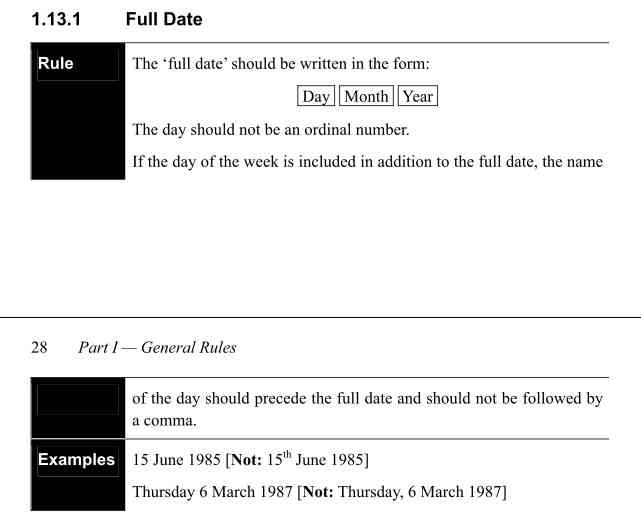 1.13.1 Full Date
Rule The ‘full date’ should be written in the form:
Day Month Year
The day should not be an ordinal number.
If the day of the week is included in addition to the full date, the name
28 Part I — General Rules
of the day should precede the full date and should not be followed by
a comma.
Examples 15 June 1985 [Not: 15th June 1985]
Thursday 6 March 1987 [Not: Thursday, 6 March 1987]